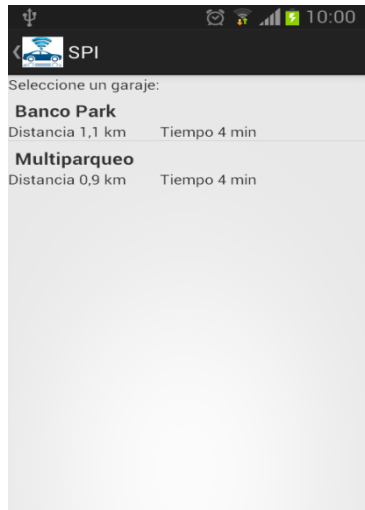 10:00
SPI
Seleccione un garaje:
Banco Park
Distancia 1,1 km Tiempo 4 min
Multiparqueo
Distancia 0,9 km Tiempo 4 min